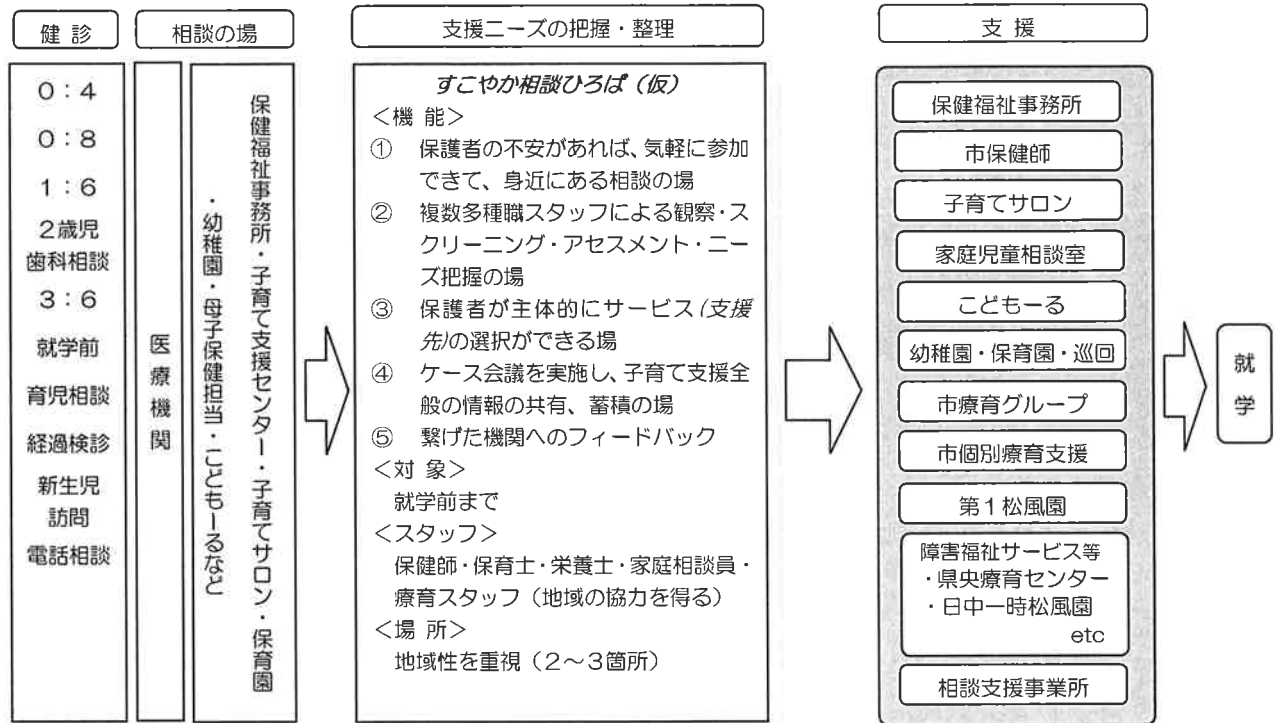 健 診
0：4
0：8
1：6
2歳児
歯科相談
3：6
就学前
育児相談
経過検診
新生児
訪問
電話相談
相談の場
医療機関
保健福祉事務所・子育て支援センター・子育てサロン・保育園
・幼稚園・母子保健担当・こどもーるなど
支援ニーズの把握・整理
すこやか相談ひろば（仮）
＜機 能＞
① 保護者の不安があれば、気軽に参加
できて、身近にある相談の場
② 複数多種職スタッフによる観察・ス
クリーニング・アセスメント・ニー
ズ把握の場
③ 保護者が主体的にサービス（支援
先）の選択ができる場
④ ケース会議を実施し、子育て支援全
般の情報の共有、蓄積の場
⑤ 繋げた機関へのフィードバック
＜対 象＞
就学前まで
＜スタッフ＞
保健師・保育士・栄養士・家庭相談員・
療育スタッフ（地域の協力を得る）
＜場 所＞
地域性を重視（2～3箇所）
支 援
保健福祉事務所
市保健師
子育てサロン
家庭児童相談室
こどもーる
幼稚園・保育園・巡回
市療育グループ
市個別療育支援
第1松風園
障害福祉サービス等
・県央療育センター
・日中一時松風園
etc
相談支援事業所
就学